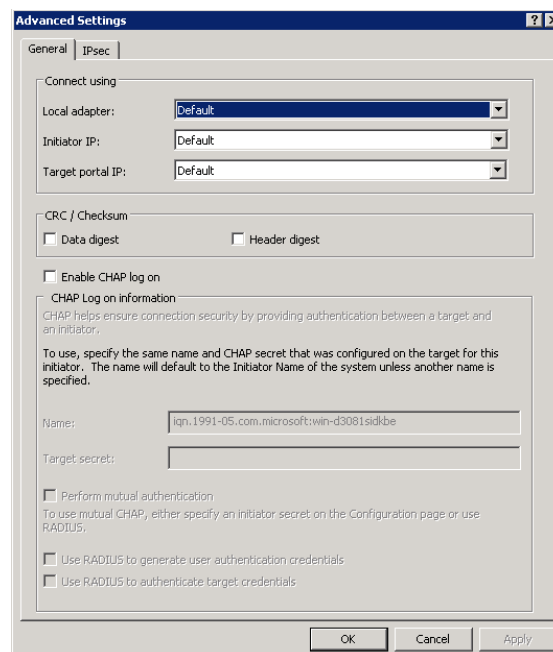 Advanced Settings
General
IPsec
Connect using
Local adapter:
Default
Initiator IP:
Default
Target portal IP:
Default
CRC / Checksum
Data digest
Header digest
Enable CHAP log on
CHAP Log on information
CHAP helps ensure connection security by providing authentication between a target and
an initiator.
To use, specify the same name and CHAP secret that was configured on the target for this
initiator. The name will default to the Initiator Name of the system unless another name is
specified.
Name:
iqn.1991-05.com.microsoft:win-d3081sidkbe
Target secret:
Perform mutual authentication
To use mutual CHAP, either specify an initiator secret on the Configuration page or use
RADIUS.
Use RADIUS to generate user authentication credentials
Use RADIUS to authenticate target credentials
OK
Cancel
Apply